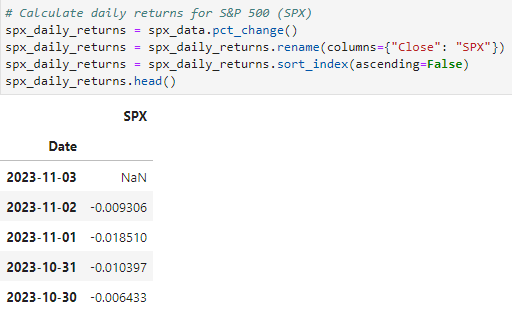 # Calculate daily returns for S&P 500 (SPX)
spx_daily_returns = spx_data.pct_change()
spx_daily_returns = spx_daily_returns.rename(columns={"Close": "SPX"})
spx_daily_returns = spx_daily_returns.sort_index(ascending=False)
spx_daily_returns.head()
SPX
Date
2023-11-03 NaN
2023-11-02 -0.009306
2023-11-01 -0.018510
2023-10-31 -0.010397
2023-10-30 -0.006433